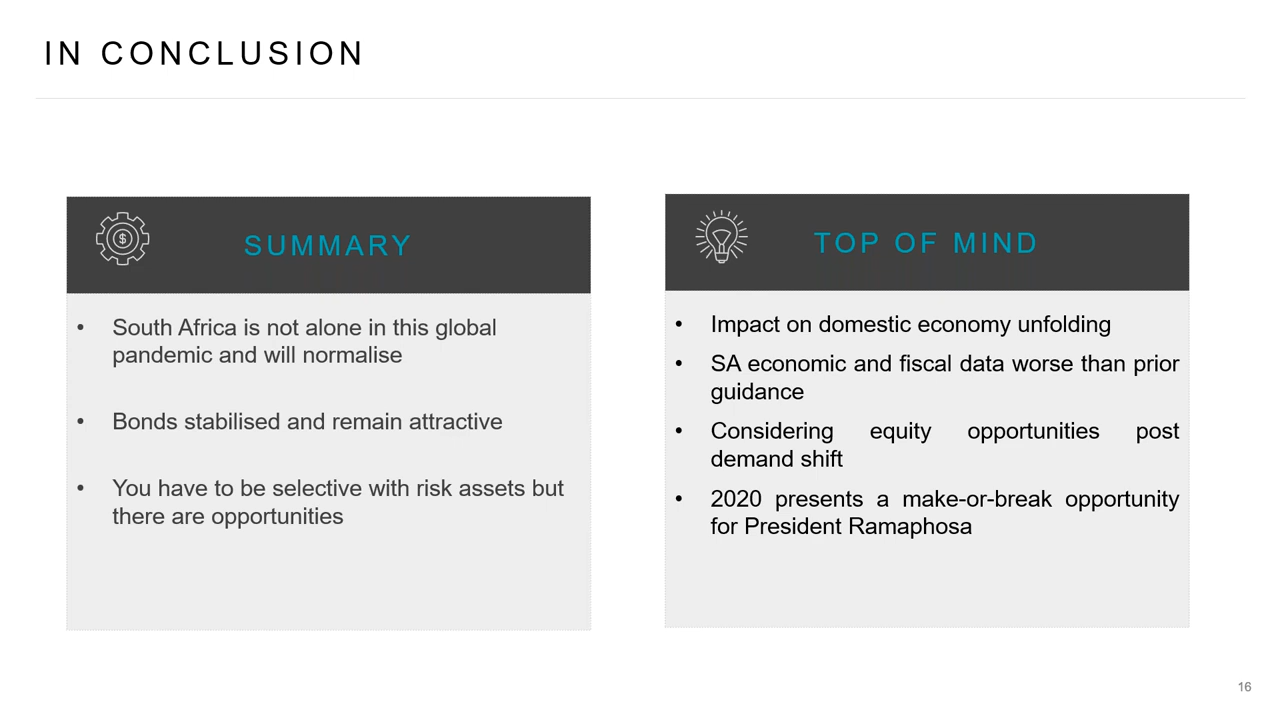 IN CONCLUSION
SUMMARY
• South Africa is not alone in this global
pandemic and will normalise
• Bonds stabilised and remain attractive
• You have to be selective with risk assets but
there are opportunities
TOP OF MIND
• Impact on domestic economy unfolding
• SA economic and fiscal data worse than prior
guidance
• Considering equity opportunities post
demand shift
• 2020 presents a make-or-break opportunity
for President Ramaphosa
16